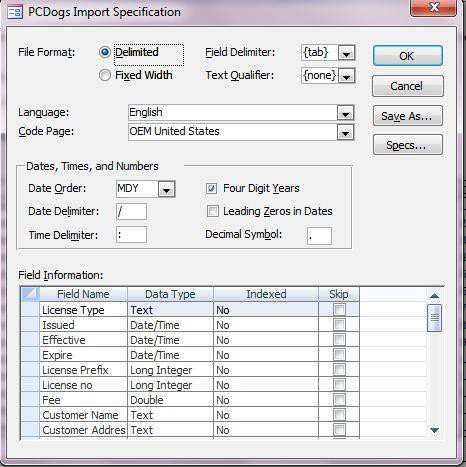 PCDogs Import Specification
File Format: Delimited Field Delimiter: {tab} OK
Fixed Width Text Qualifier: {none} Cancel
Language: English Save As...
Code Page: OEM United States Specs...
Dates, Times, and Numbers
Date Order: MDY Four Digit Years
Date Delimiter: / Leading Zeros in Dates
Time Delimiter: : Decimal Symbol: .
Field Information:
Field Name Data Type Indexed Skip
License Type Text No
Issued Date/Time No
Effective Date/Time No
Expire Date/Time No
License Prefix Long Integer No
License no Long Integer No
Fee Double No
Customer Name Text No
Customer Addres Text No